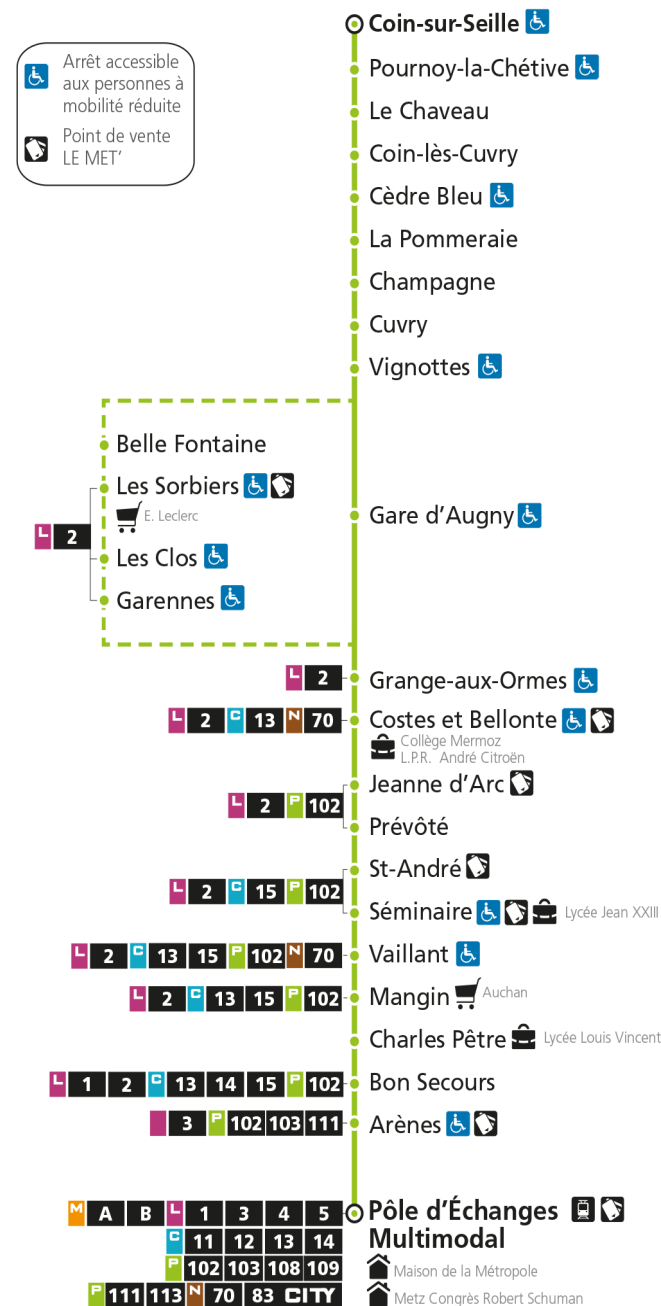 Coin-sur-Seille
Arrêt accessible
aux personnes à
mobilité réduite
Point de vente
LE MET’
Pournoy-la-Chétive
Le Chaveau
Coin-lès-Cuvry
Cèdre Bleu
La Pommeraie
Champagne
Cuvry
Vignottes
Belle Fontaine
Les Sorbiers
E. Leclerc
L 2
Les Clos
Garennes
Gare d’Augny
L 2 Grange-aux-Ormes
L 2 C 13 N 70 Costes et Bellonte
Collège Mermoz
L.P.R. André Citroën
Jeanne d’Arc
L 2 P 102
Prévôté
St-André
L 2 C 15 P 102
Séminaire Lycée Jean XXIII
L 2 C 13 15 P 102 N 70 Vaillant
L 2 C 13 15 P 102 Mangin Auchan
Charles Pêtre Lycée Louis Vincent
L 1 2 C 13 14 15 P 102 Bon Secours
3 P 102 103 111 Arènes
M A B L 1 3 4 5 Pôle d’Échanges
C 11 12 13 14 Multimodal
P 102 103 108 109 Maison de la Métropole
P 111 113 N 70 83 CITY Metz Congrès Robert Schuman